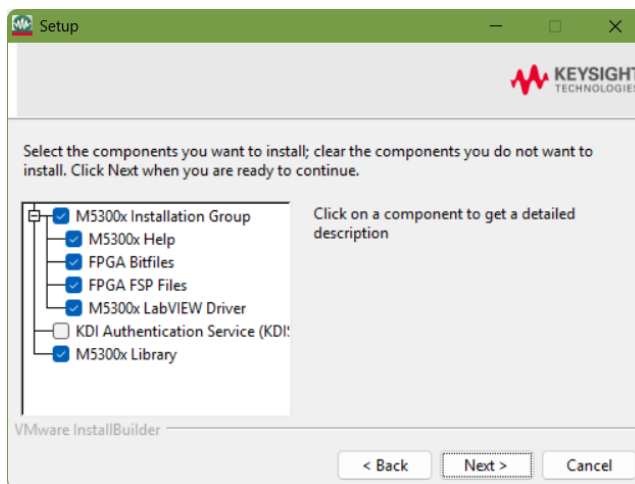 Setup
KEYSIGHT
TECHNOLOGIES
Select the components you want to install; clear the components you do not want to
install. Click Next when you are ready to continue.
M5300x Installation Group
M5300x Help
FPGA Bitfiles
FPGA FSP Files
M5300x LabVIEW Driver
KDI Authentication Service (KDI
M5300x Library
Click on a component to get a detailed
description
VMware InstallBuilder
< Back
Next >
Cancel